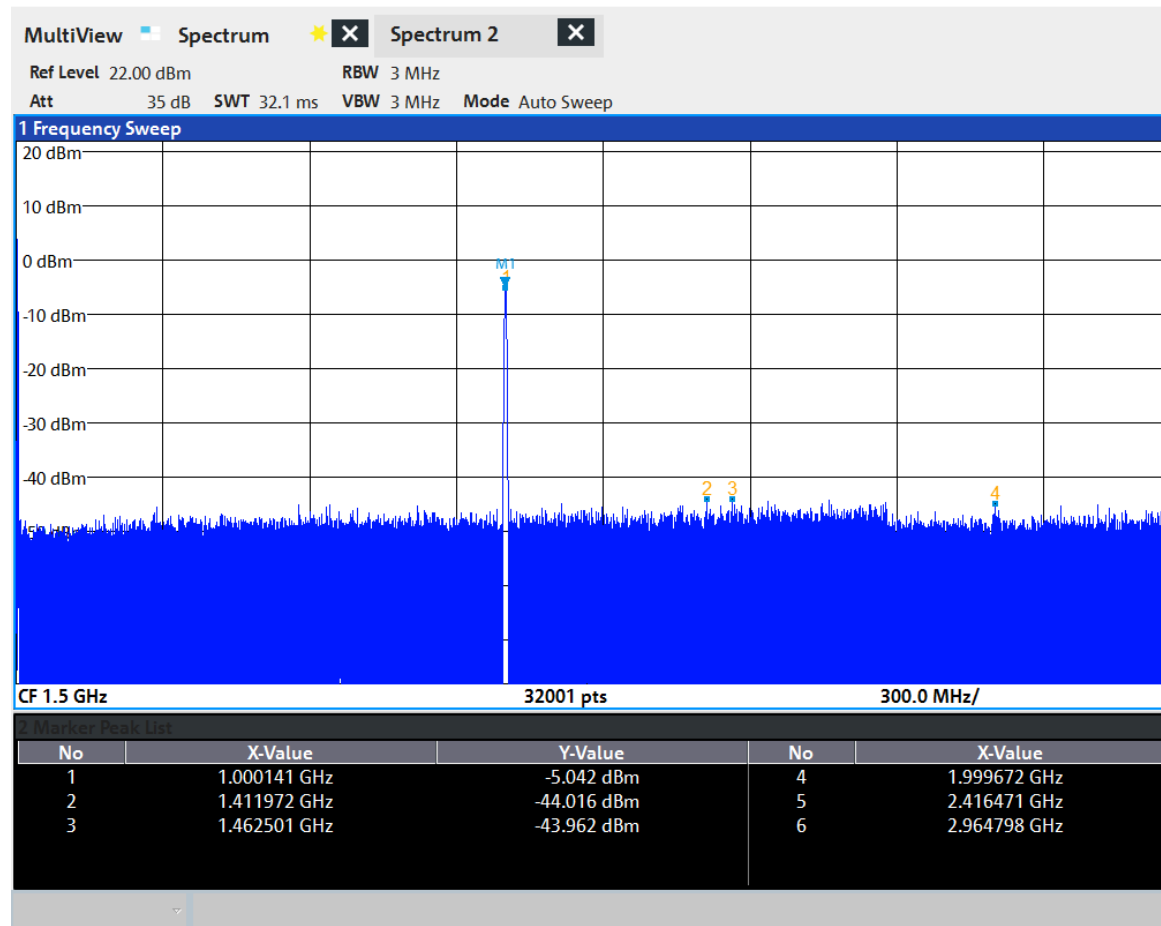 MultiView Spectrum Spectrum 2
Ref Level 22.00 dBm RBW 3 MHz
Att 35 dB SWT 32.1 ms VBW 3 MHz Mode Auto Sweep
1 Frequency Sweep
20 dBm
10 dBm
0 dBm
M1
1
-10 dBm
-20 dBm
-30 dBm
-40 dBm
2 3 4
CF 1.5 GHz 32001 pts 300.0 MHz/
2 Marker Peak List
No X-Value Y-Value No X-Value
1 1.000141 GHz -5.042 dBm 4 1.999672 GHz
2 1.411972 GHz -44.016 dBm 5 2.416471 GHz
3 1.462501 GHz -43.962 dBm 6 2.964798 GHz